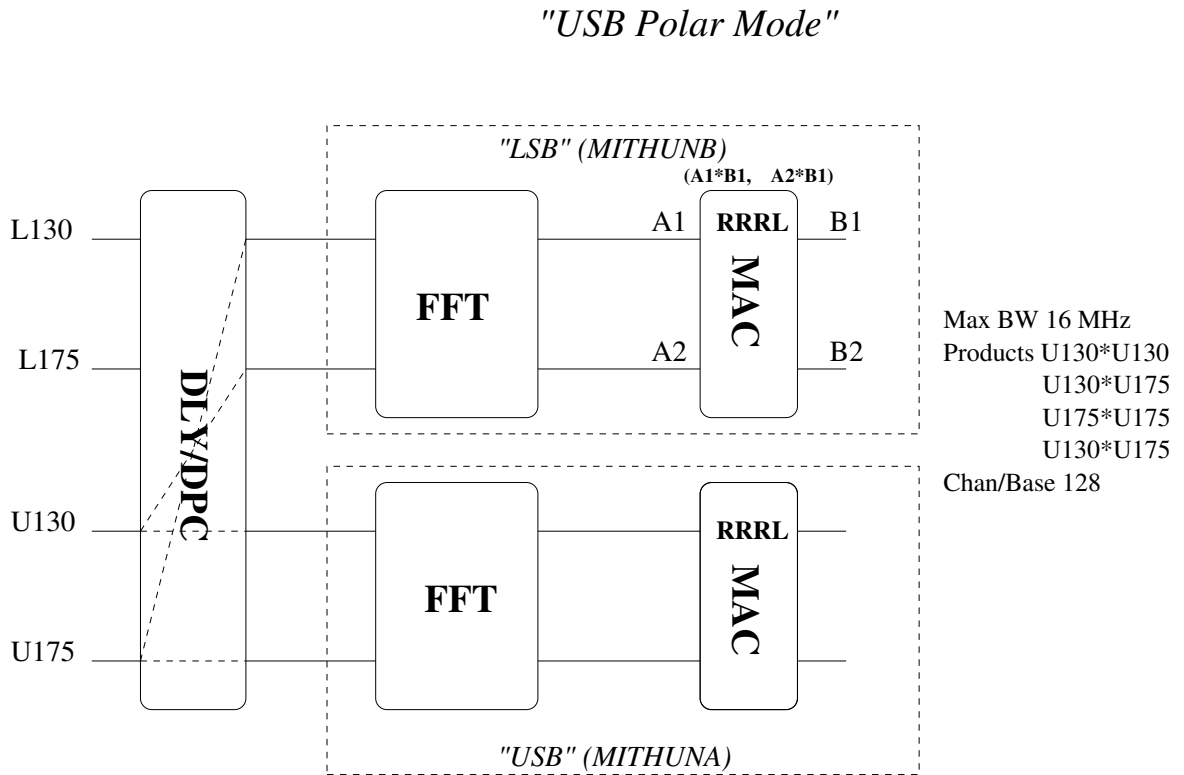 "USB Polar Mode"
"LSB" (MITHUNB)
(A1*B1, A2*B1)
L130
A1
RRRL
B1
MAC
FFT
L175
A2
B2
DLY/DPC
Max BW 16 MHz
Products U130*U130
U130*U175
U175*U175
U130*U175
Chan/Base 128
U130
RRRL
FFT
MAC
U175
"USB" (MITHUNA)